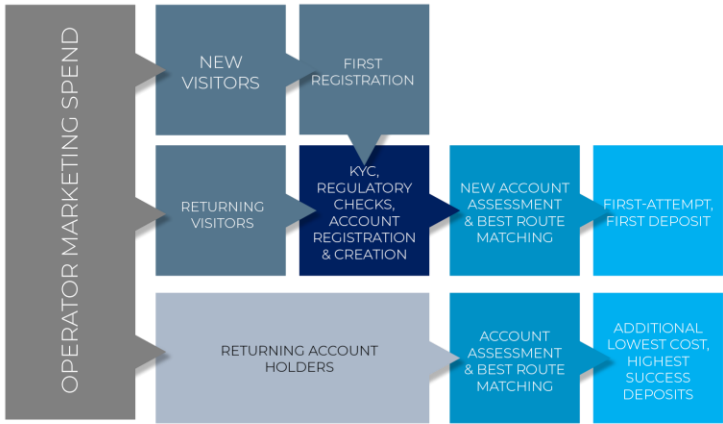 OPERATOR MARKETING SPEND
NEW
VISITORS
FIRST
REGISTRATION
RETURNING
VISITORS
KYC,
REGULATORY
CHECKS,
ACCOUNT
REGISTRATION
& CREATION
NEW ACCOUNT
ASSESSMENT
& BEST ROUTE
MATCHING
FIRST-ATTEMPT,
FIRST DEPOSIT
RETURNING ACCOUNT
HOLDERS
ACCOUNT
ASSESSMENT
& BEST ROUTE
MATCHING
ADDITIONAL
LOWEST COST,
HIGHEST
SUCCESS
DEPOSITS